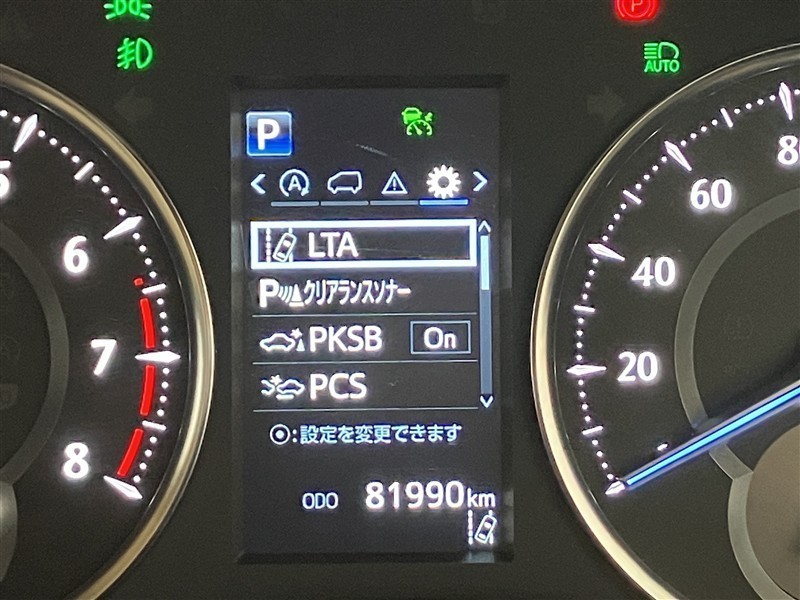 P
AUTO
P
A
LTA
Pクリアランスソナー
PKSB On
PCS
:設定を変更できます
ODO 81990km
5
6
7
8
80
60
40
20